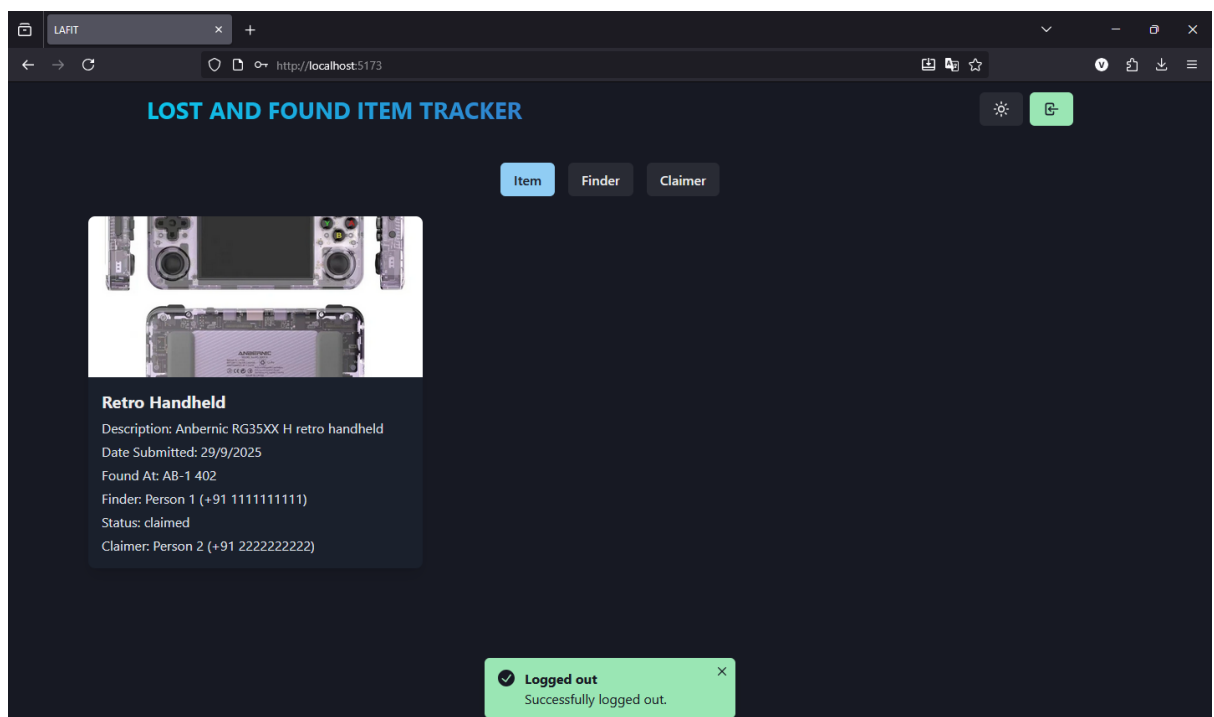 LAFIT
http://localhost:5173
LOST AND FOUND ITEM TRACKER
Item Finder Claimer
Y
B
ANBERNIC
Retro Handheld
Description: Anbernic RG35XX H retro handheld
Date Submitted: 29/9/2025
Found At: AB-1 402
Finder: Person 1 (+91 1111111111)
Status: claimed
Claimer: Person 2 (+91 2222222222)
Logged out
Successfully logged out.